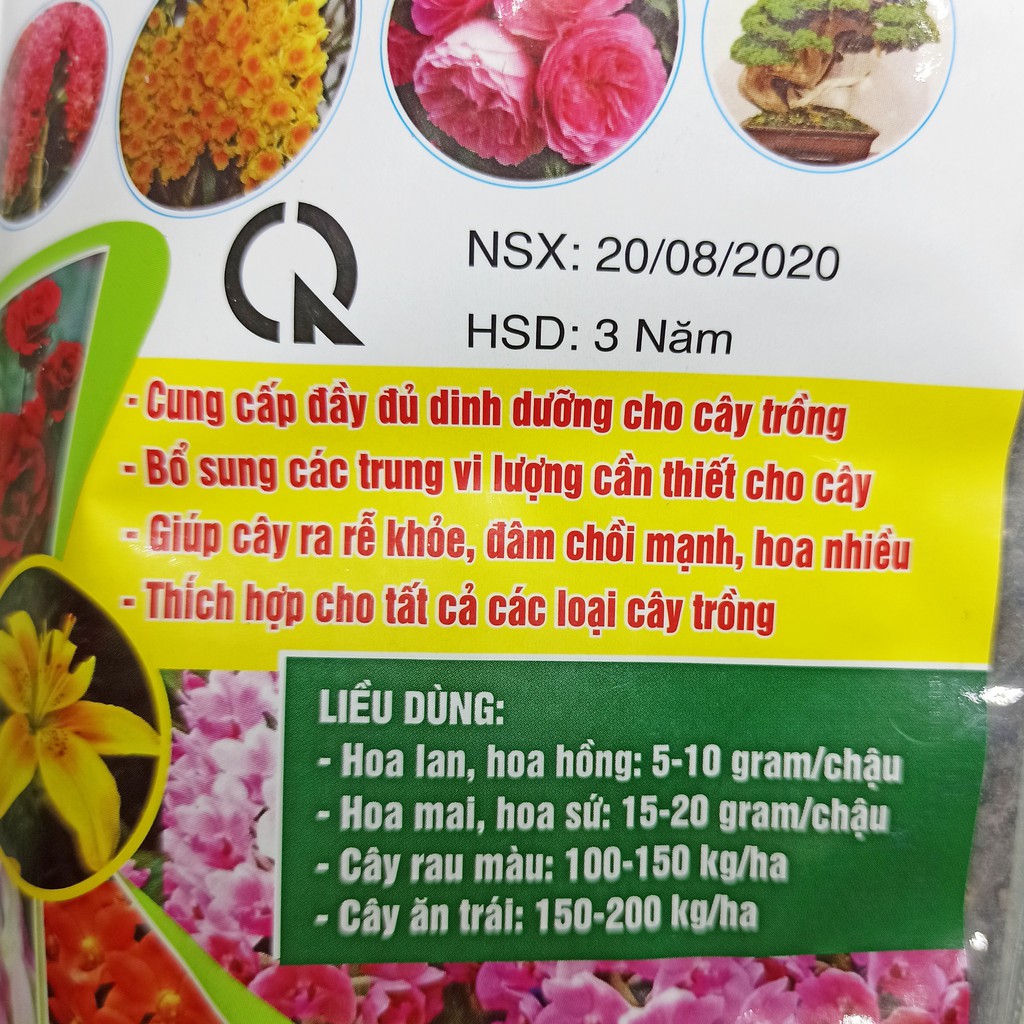 NSX: 20/08/2020
HSD: 3 Năm
- Cung cấp đầy đủ dinh dưỡng cho cây trồng
- Bổ sung các trung vi lượng cần thiết cho cây
- Giúp cây ra rễ khỏe, đâm chồi mạnh, hoa nhiều
- Thích hợp cho tất cả các loại cây trồng
LIỀU DÙNG:
- Hoa lan, hoa hồng: 5-10 gram/chậu
- Hoa mai, hoa sứ: 15-20 gram/chậu
- Cây rau màu: 100-150 kg/ha
- Cây ăn trái: 150-200 kg/ha